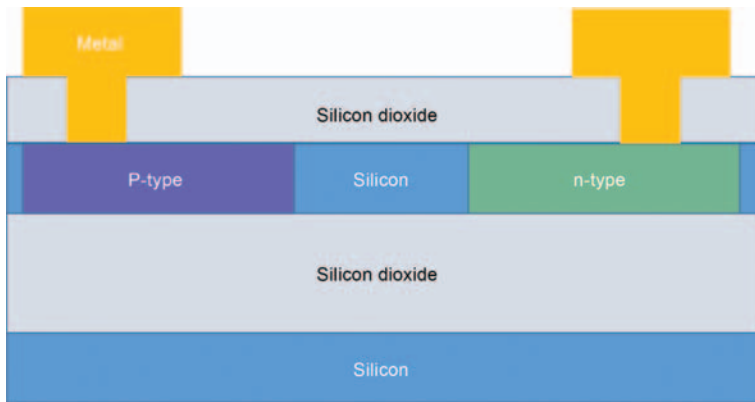 Metal
Silicon dioxide
P-type
Silicon
n-type
Silicon dioxide
Silicon